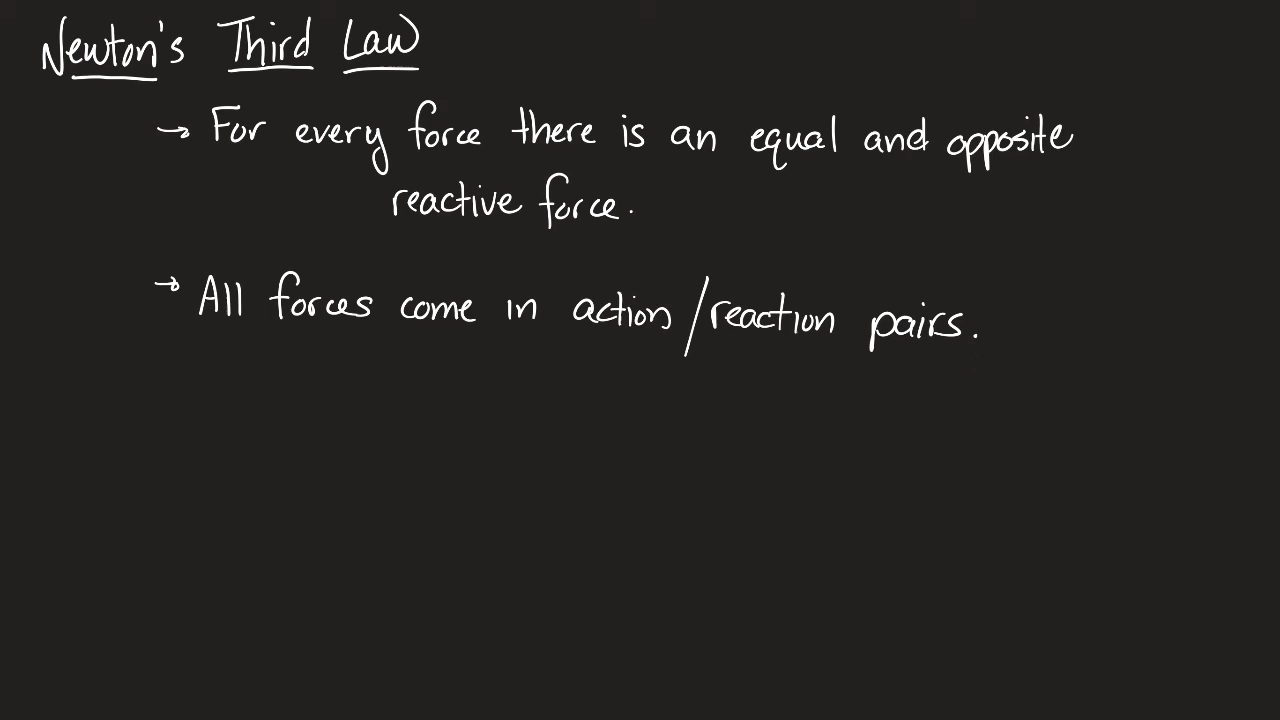 Newton's Third Law
→ For every force there is an equal and opposite
reactive force.
→ All forces come in action/reaction pairs.